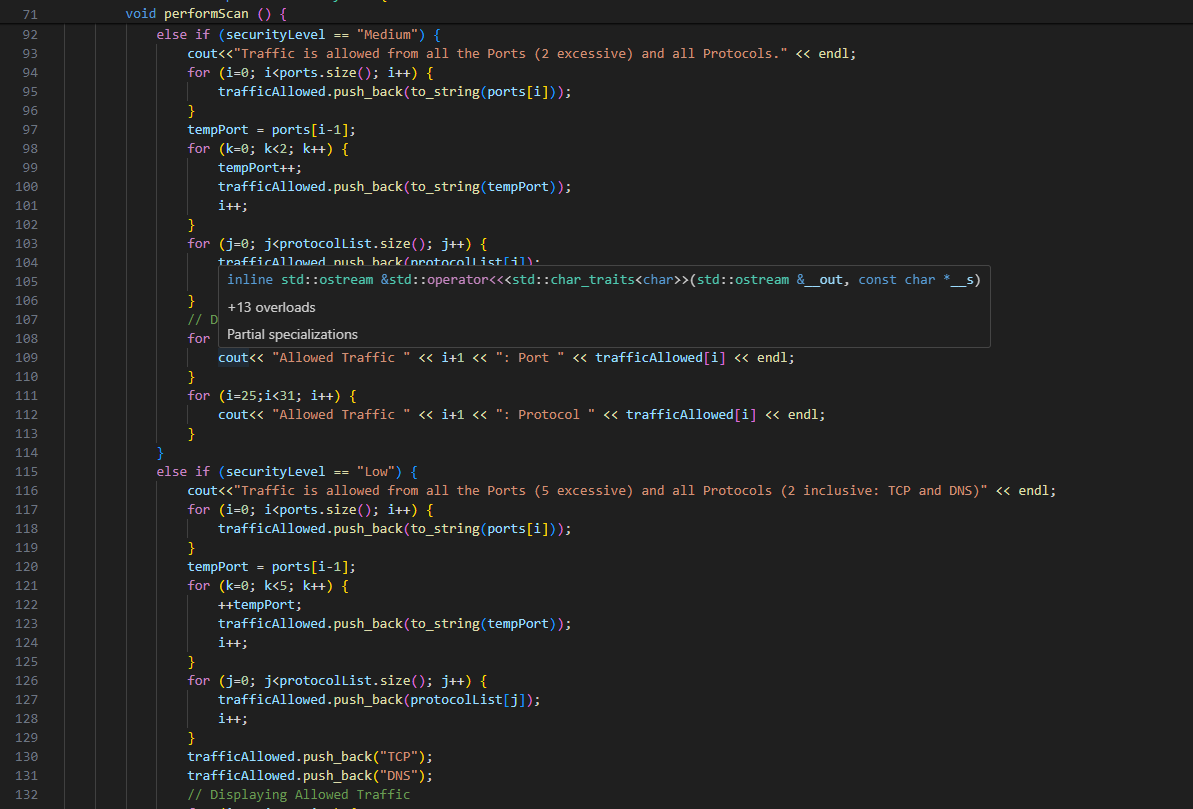 71 void performScan () {
92 else if (securityLevel == "Medium") {
93 cout<<"Traffic is allowed from all the Ports (2 excessive) and all Protocols." << endl;
94 for (i=0; i<ports.size(); i++) {
95 trafficAllowed.push_back(to_string(ports[i]));
96 }
97 tempPort = ports[i-1];
98 for (k=0; k<2; k++) {
99 tempPort++;
100 trafficAllowed.push_back(to_string(tempPort));
101 i++;
102 }
103 for (j=0; j<protocolList.size(); j++) {
104 trafficAllowed.push_back(protocolList[j]);
105
inline std::ostream &std::operator<<<std::char_traits<char>>(std::ostream &__out, const char *__s)
+13 overloads
Partial specializations
106 }
107 // D
108 for
109 cout<< "Allowed Traffic " << i+1 << ": Port " << trafficAllowed[i] << endl;
110 }
111 for (i=25;i<31; i++) {
112 cout<< "Allowed Traffic " << i+1 << ": Protocol " << trafficAllowed[i] << endl;
113 }
114 }
115 else if (securityLevel == "Low") {
116 cout<<"Traffic is allowed from all the Ports (5 excessive) and all Protocols (2 inclusive: TCP and DNS)" << endl;
117 for (i=0; i<ports.size(); i++) {
118 trafficAllowed.push_back(to_string(ports[i]));
119 }
120 tempPort = ports[i-1];
121 for (k=0; k<5; k++) {
122 ++tempPort;
123 trafficAllowed.push_back(to_string(tempPort));
124 i++;
125 }
126 for (j=0; j<protocolList.size(); j++) {
127 trafficAllowed.push_back(protocolList[j]);
128 i++;
129 }
130 trafficAllowed.push_back("TCP");
131 trafficAllowed.push_back("DNS");
132 // Displaying Allowed Traffic